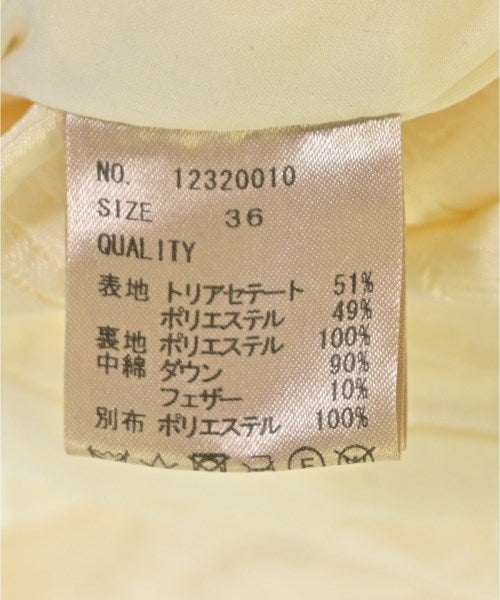 NO. 12320010
SIZE 36
QUALITY
表地 トリアセテート 51%
ポリエステル 49%
裏地 ポリエステル 100%
中綿 ダウン 90%
フェザー 10%
別布 ポリエステル 100%
F